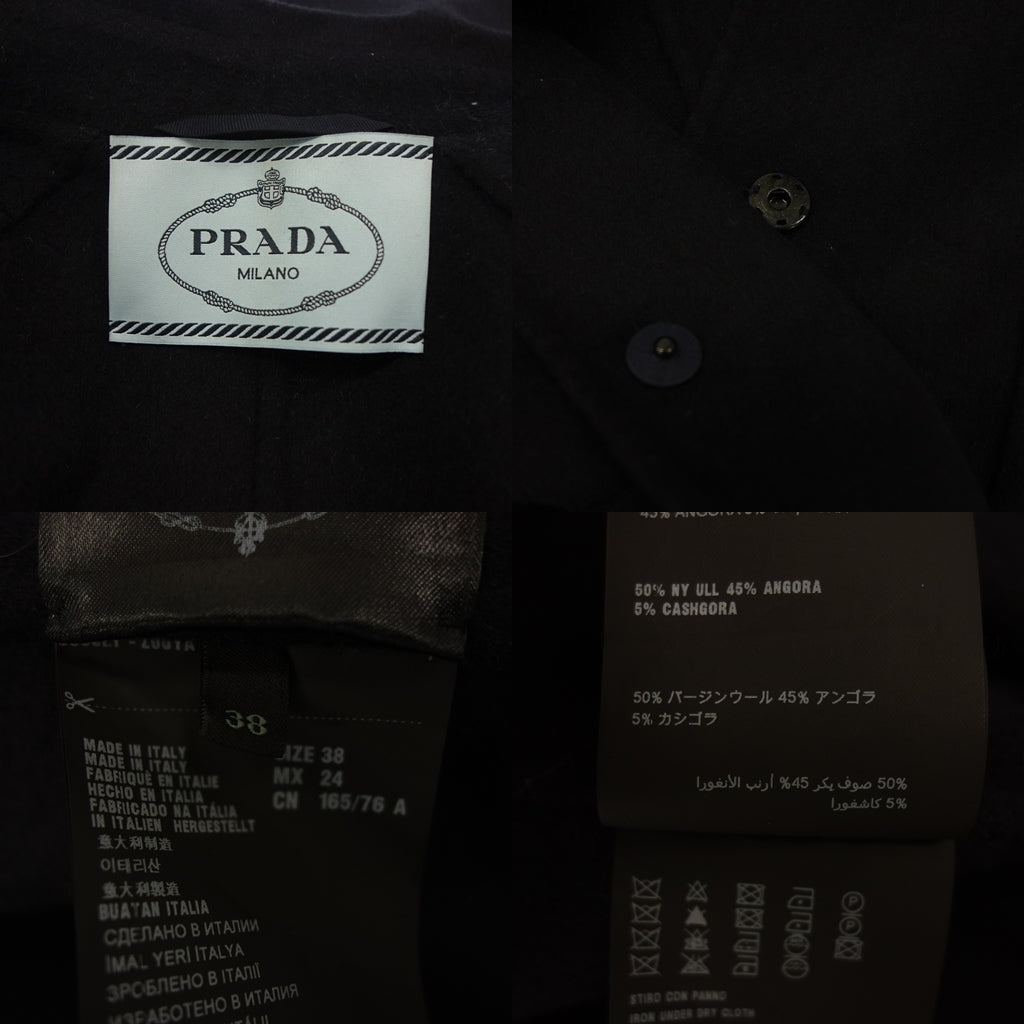 PRADA
MILANO
38
MADE IN ITALY
MADE IN ITALY
FABRIQUÉ EN ITALIE
HECHO EN ITALIA
FABRICADO NA ITÁLIA
IN ITALIEN HERGESTELLT
意大利制造
이태리산
意大利製造
BUATAN ITALIA
СДЕЛАНО В ИТАЛИИ
İMAL YERİ İTALYA
ЗРОБЛЕНО В ІТАЛІЇ
ИЗРАБОТЕНО В ИТАЛИЯ
SIZE 38
MX 24
CN 165/76 A
50% NY ULL 45% ANGORA
5% CASHGORA
50% バージンウール 45% アンゴラ
5% カシゴラ
50% صوف بكر 45% أرنب الأنغورا
5% كاشغورا
STIRO CON PANNO
IRON UNDER DRY CLOTH